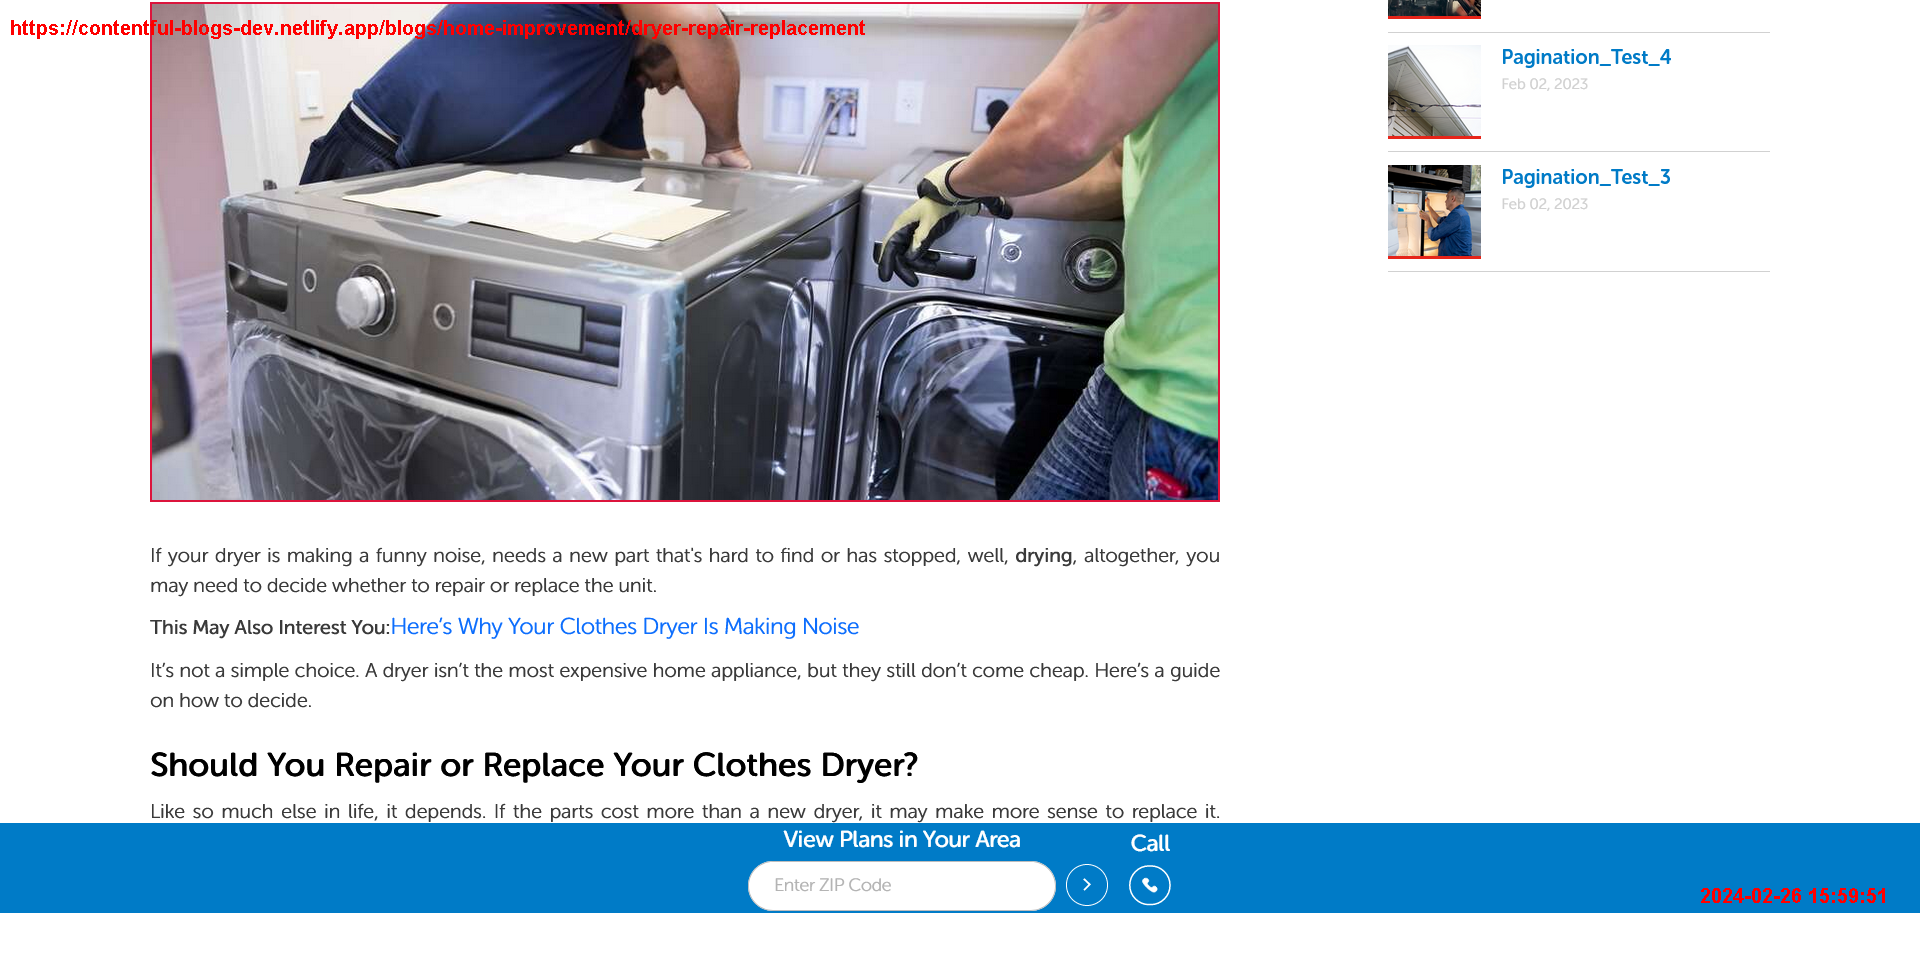 https://contentful-blogs-dev.netlify.app/blogs/home-improvement/dryer-repair-replacement
Pagination_Test_4
Feb 02, 2023
Pagination_Test_3
Feb 02, 2023
If your dryer is making a funny noise, needs a new part that's hard to find or has stopped, well, drying, altogether, you
may need to decide whether to repair or replace the unit.
This May Also Interest You:Here’s Why Your Clothes Dryer Is Making Noise
It’s not a simple choice. A dryer isn’t the most expensive home appliance, but they still don’t come cheap. Here’s a guide
on how to decide.
Should You Repair or Replace Your Clothes Dryer?
Like so much else in life, it depends. If the parts cost more than a new dryer, it may make more sense to replace it.
View Plans in Your Area
Call
Enter ZIP Code
2024-02-26 15:59:51